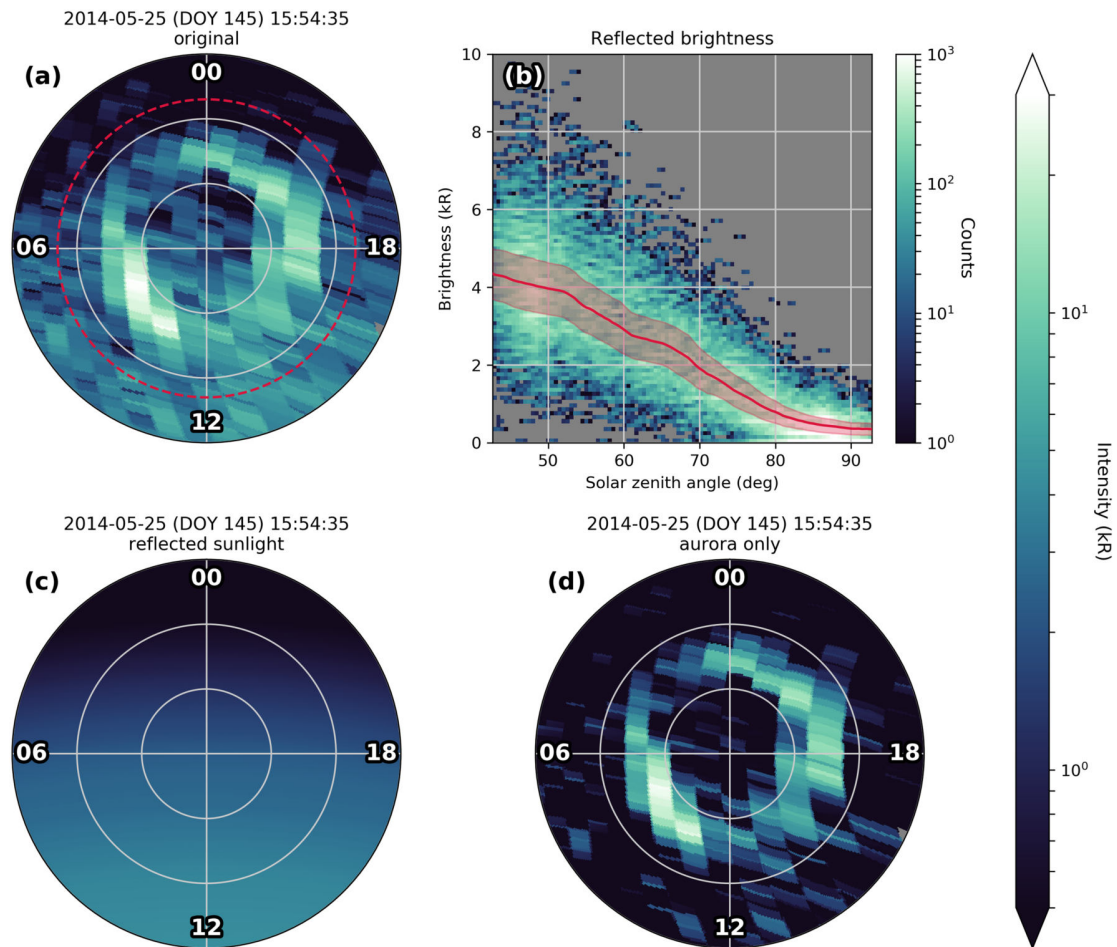 2014-05-25 (DOY 145) 15:54:35
original
(a)
00
06
18
12
Reflected brightness
(b)
10
8
6
4
2
0
Brightness (kR)
50
60
70
80
90
Solar zenith angle (deg)
10³
10²
10¹
10⁰
Counts
2014-05-25 (DOY 145) 15:54:35
reflected sunlight
(c)
00
06
18
12
2014-05-25 (DOY 145) 15:54:35
aurora only
(d)
00
06
18
12
10¹
10⁰
Intensity (kR)